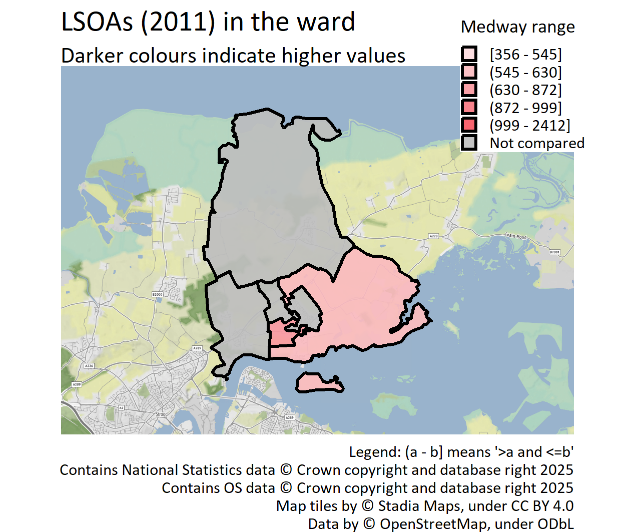 LSOAs (2011) in the ward
Darker colours indicate higher values
Medway range
[356 - 545]
(545 - 630]
(630 - 872]
(872 - 999]
(999 - 2412]
Not compared
Legend: (a - b] means '>a and <=b'
Contains National Statistics data © Crown copyright and database right 2025
Contains OS data © Crown copyright and database right 2025
Map tiles by © Stadia Maps, under CC BY 4.0
Data by © OpenStreetMap, under ODbL